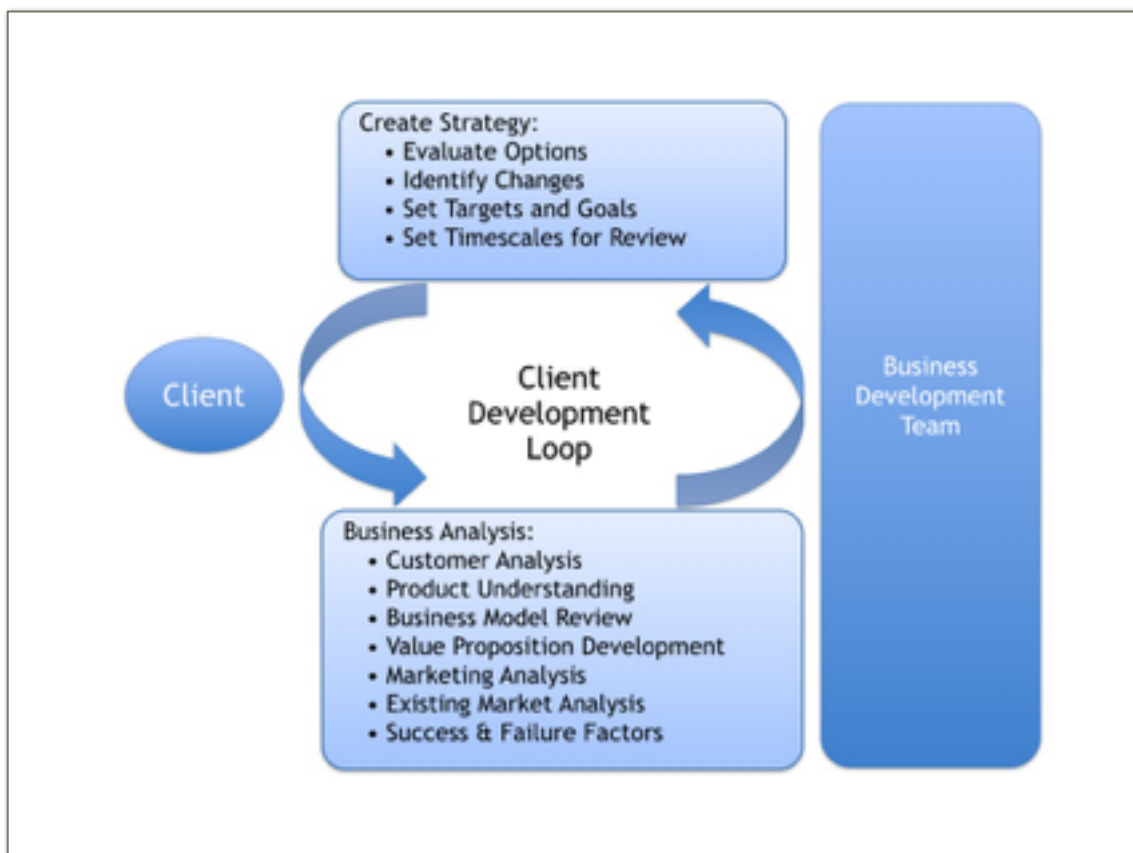 Create Strategy:
• Evaluate Options
• Identify Changes
• Set Targets and Goals
• Set Timescales for Review
Client
Client
Development
Loop
Business
Development
Team
Business Analysis:
• Customer Analysis
• Product Understanding
• Business Model Review
• Value Proposition Development
• Marketing Analysis
• Existing Market Analysis
• Success & Failure Factors